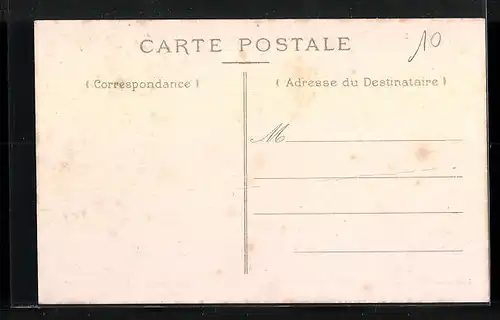 CARTE POSTALE
10
( Correspondance )
( Adresse du Destinataire )
M